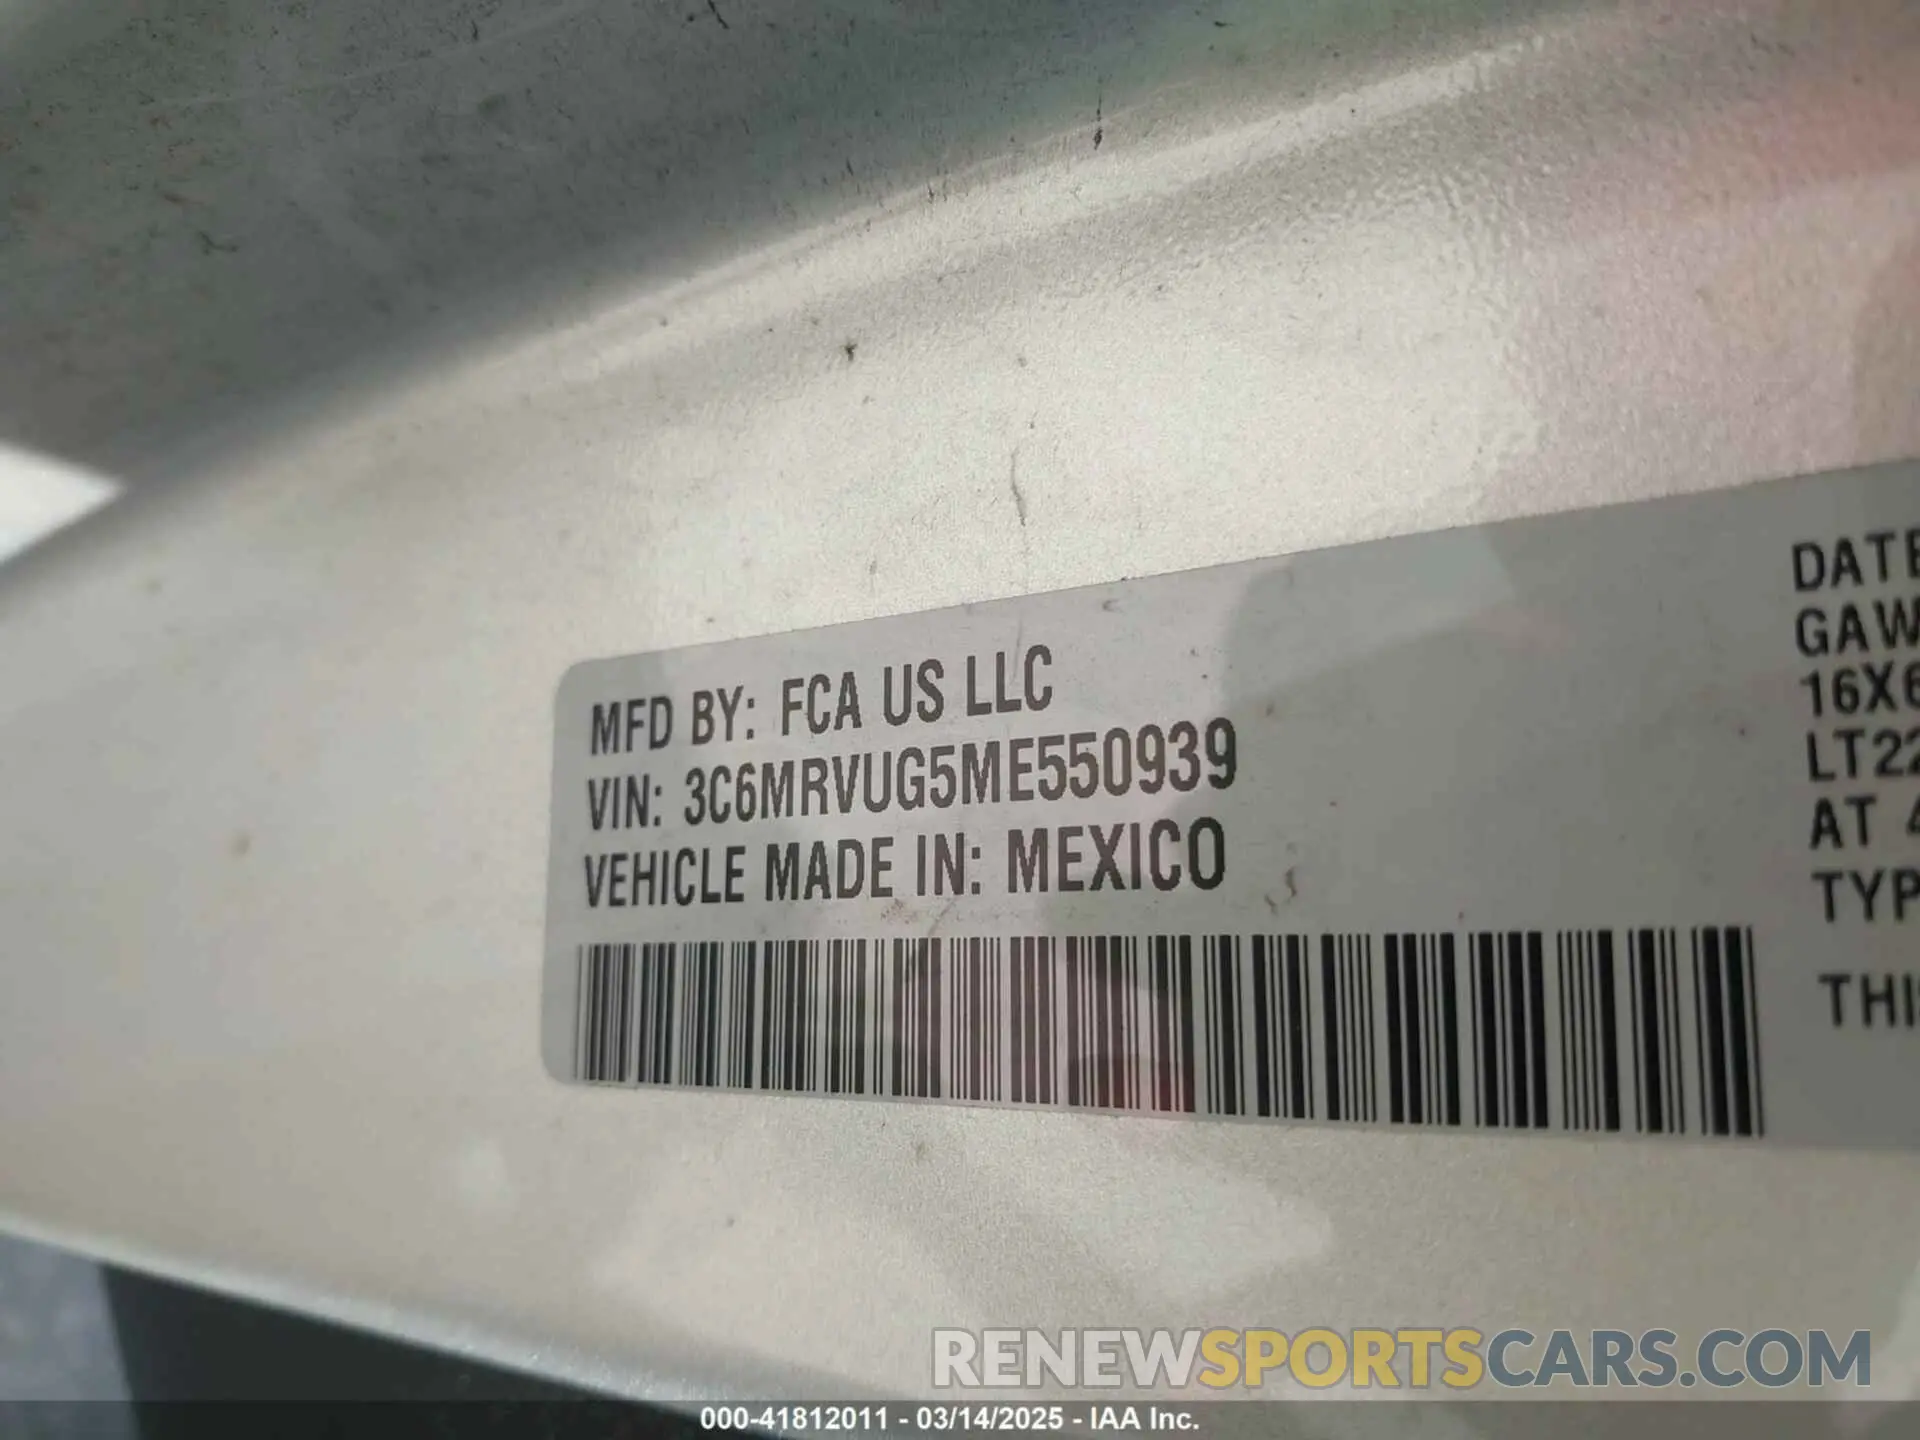 MFD BY: FCA US LLC
VIN: 3C6MRVUG5ME550939
VEHICLE MADE IN: MEXICO
DATE
GAW
16X6
LT22
AT 4
TYP
THIS
RENEWSPORTSCARS.COM
000-41812011 - 03/14/2025 - IAA Inc.